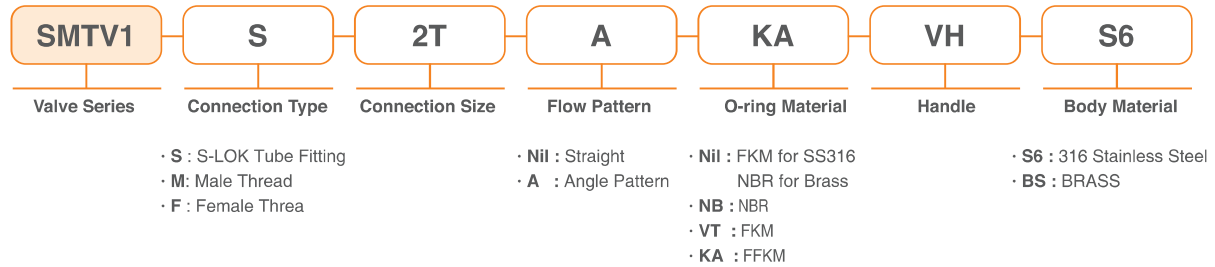 SMTV1 S 2T A KA VH S6
Valve Series Connection Type Connection Size Flow Pattern O-ring Material Handle Body Material
· S : S-LOK Tube Fitting
· M: Male Thread
· F : Female Threa
· Nil : Straight
· A : Angle Pattern
· Nil : FKM for SS316
NBR for Brass
· NB : NBR
· VT : FKM
· KA : FFKM
· S6 : 316 Stainless Steel
· BS : BRASS